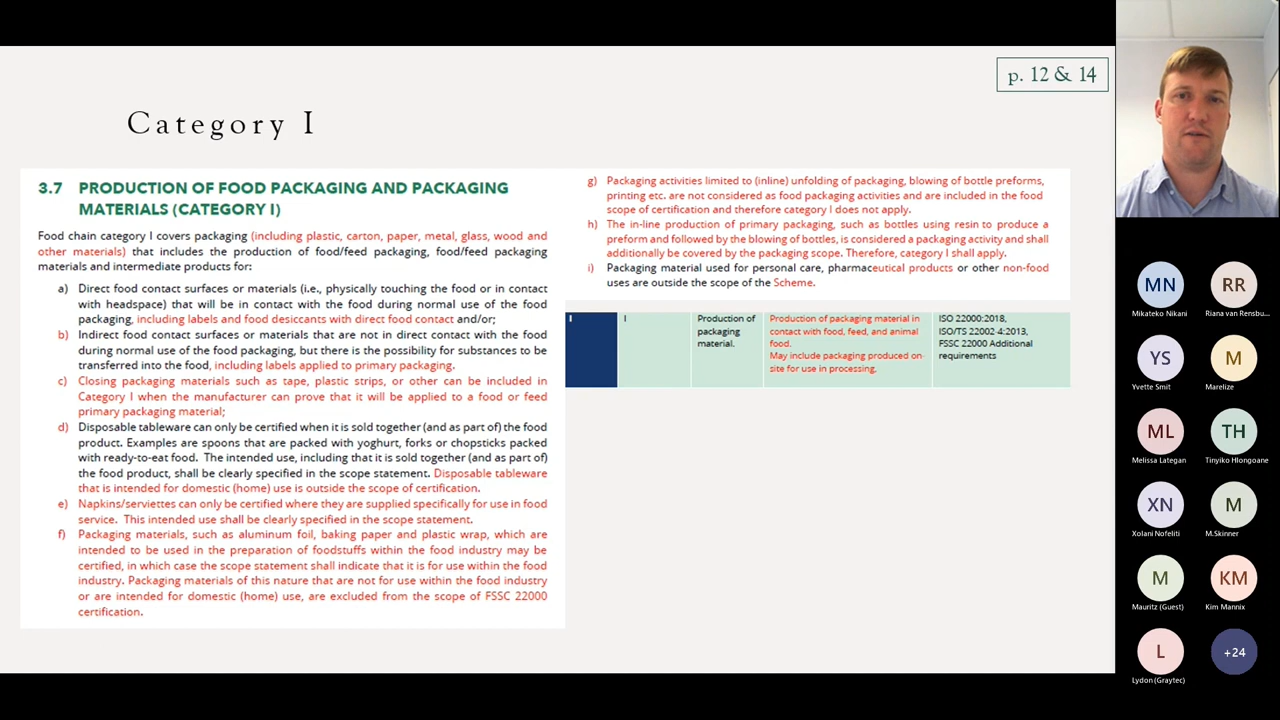 p. 12 & 14
Category I
3.7 PRODUCTION OF FOOD PACKAGING AND PACKAGING
MATERIALS (CATEGORY I)
Food chain category I covers packaging (including plastic, carton, paper, metal, glass, wood and
other materials) that includes the production of food/feed packaging, food/feed packaging
materials and intermediate products for:
a) Direct food contact surfaces or materials (i.e., physically touching the food or in contact
with headspace) that will be in contact with the food during normal use of the food
packaging, including labels and food desiccants with direct food contact and/or;
b) Indirect food contact surfaces or materials that are not in direct contact with the food
during normal use of the food packaging, but there is the possibility for substances to be
transferred into the food, including labels applied to primary packaging.
c) Closing packaging materials such as tape, plastic strips, or other can be included in
Category I when the manufacturer can prove that it will be applied to a food or feed
primary packaging material;
d) Disposable tableware can only be certified when it is sold together (and as part of) the food
product. Examples are spoons that are packed with yoghurt, forks or chopsticks packed
with ready-to-eat food. The intended use, including that it is sold together (and as part of)
the food product, shall be clearly specified in the scope statement. Disposable tableware
that is intended for domestic (home) use is outside the scope of certification.
e) Napkins/serviettes can only be certified where they are supplied specifically for use in food
service. This intended use shall be clearly specified in the scope statement.
f) Packaging materials, such as aluminum foil, baking paper and plastic wrap, which are
intended to be used in the preparation of foodstuffs within the food industry may be
certified, in which case the scope statement shall indicate that it is for use within the food
industry. Packaging materials of this nature that are not for use within the food industry
or are intended for domestic (home) use, are excluded from the scope of FSSC 22000
certification.
g) Packaging activities limited to (inline) unfolding of packaging, blowing of bottle preforms,
printing etc. are not considered as food packaging activities and are included in the food
scope of certification and therefore category I does not apply.
h) The in-line production of primary packaging, such as bottles using resin to produce a
preform and followed by the blowing of bottles, is considered a packaging activity and shall
additionally be covered by the packaging scope. Therefore, category I shall apply.
i) Packaging material used for personal care, pharmaceutical products or other non-food
uses are outside the scope of the Scheme.
I
I
Production of
packaging
material.
Production of packaging material in
contact with food, feed, and animal
food.
May include packaging produced on-
site for use in processing.
ISO 22000:2018,
ISO/TS 22002-4:2013,
FSSC 22000 Additional
requirements
MN
Mikateko Nikani
RR
Riana van Rensbu...
YS
Yvette Smit
M
Marelize
ML
Melissa Lategan
TH
Tinyiko Hlongoane
XN
Xolani Nofeliti
M
M.Skinner
M
Mauritz (Guest)
KM
Kim Mannix
L
Lydon (Graytec)
+24